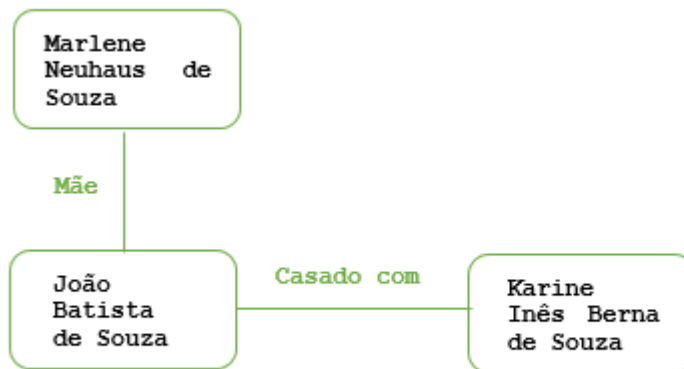 Marlene
Neuhaus de
Souza
Mãe
João
Batista
de Souza
Casado com
Karine
Inês Berna
de Souza